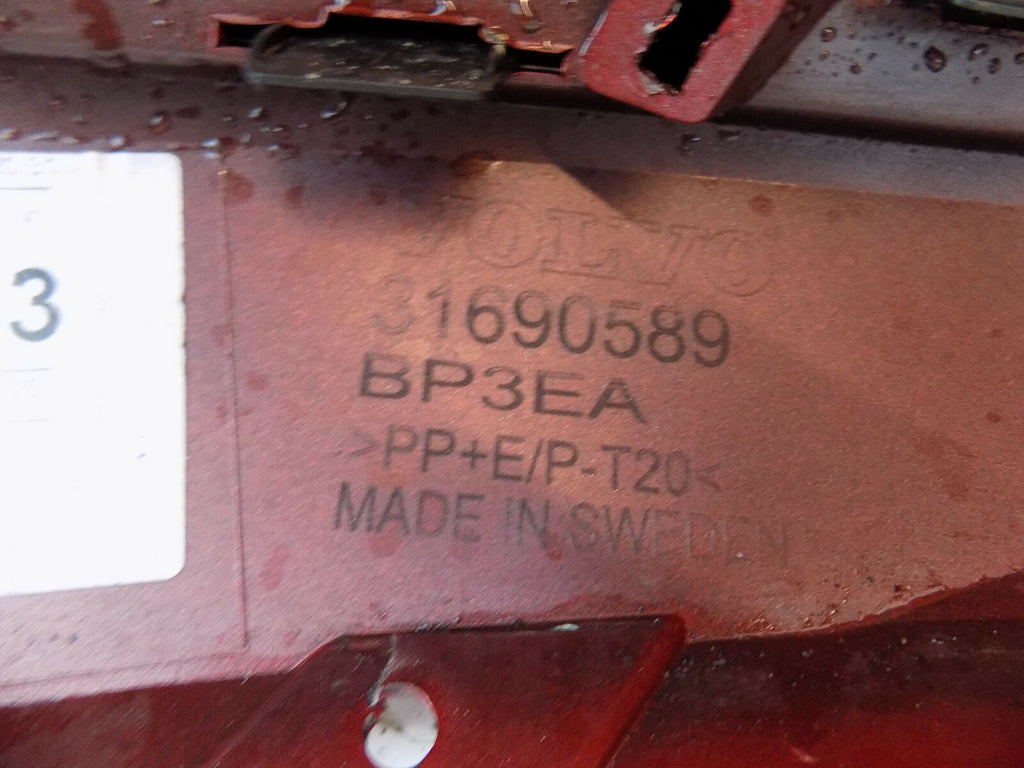 VOLVO
31690589
BP3EA
>PP+E/P-T20<
MADE IN SWEDEN
3